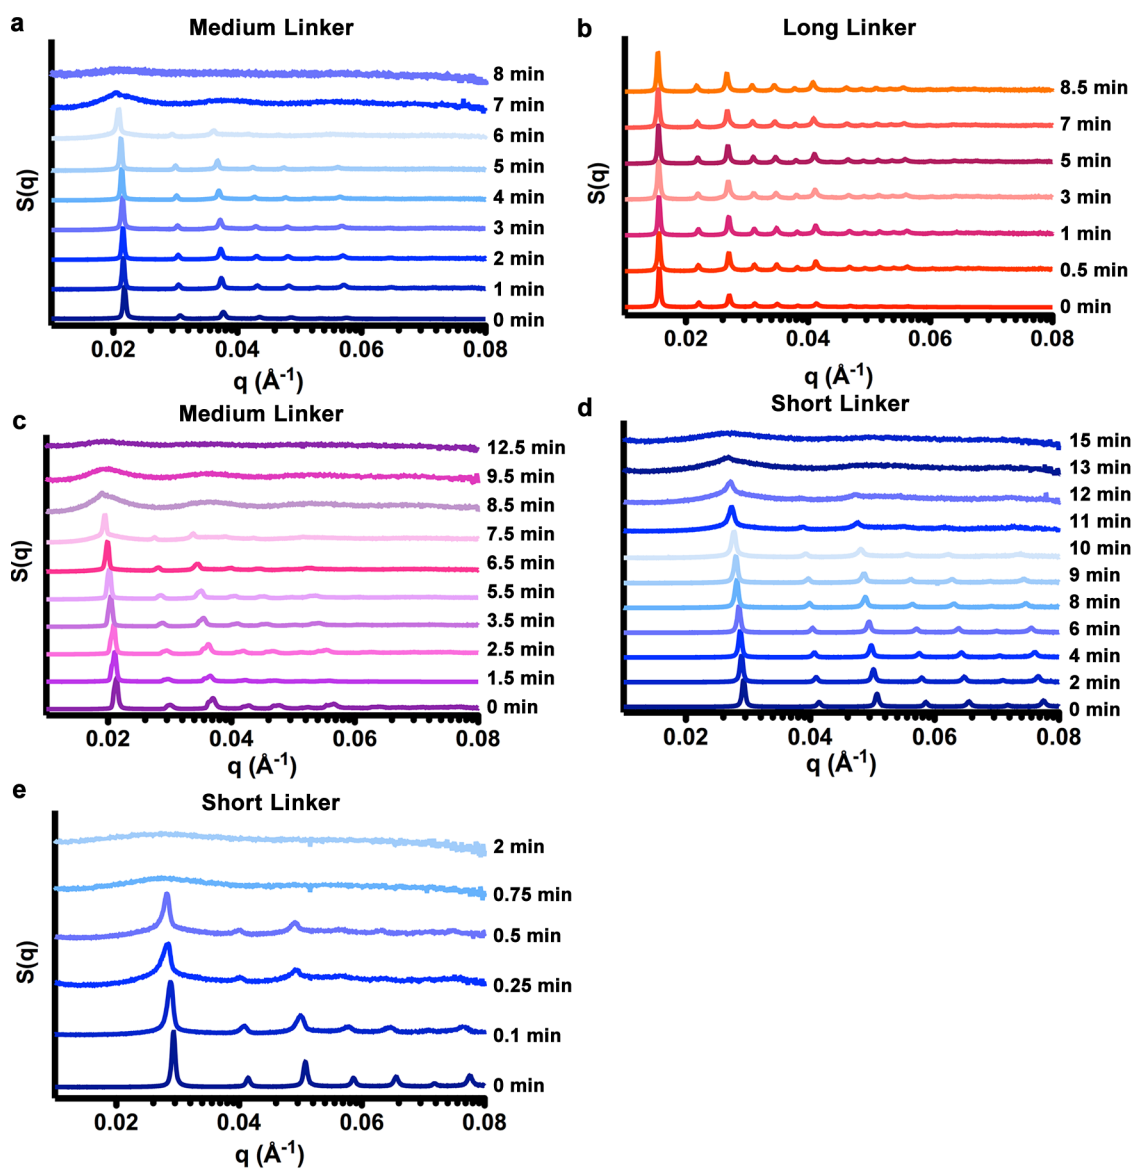 a
Medium Linker
8 min
7 min
6 min
5 min
4 min
3 min
2 min
1 min
0 min
S(q)
0.02 0.04 0.06 0.08
q (Å-1)
b
Long Linker
8.5 min
7 min
5 min
3 min
1 min
0.5 min
0 min
S(q)
0.02 0.04 0.06 0.08
q (Å-1)
c
Medium Linker
12.5 min
9.5 min
8.5 min
7.5 min
6.5 min
5.5 min
3.5 min
2.5 min
1.5 min
0 min
S(q)
0.02 0.04 0.06 0.08
q (Å-1)
d
Short Linker
15 min
13 min
12 min
11 min
10 min
9 min
8 min
6 min
4 min
2 min
0 min
0.02 0.04 0.06 0.08
q (Å-1)
e
Short Linker
2 min
0.75 min
0.5 min
0.25 min
0.1 min
0 min
S(q)
0.02 0.04 0.06 0.08
q (Å-1)